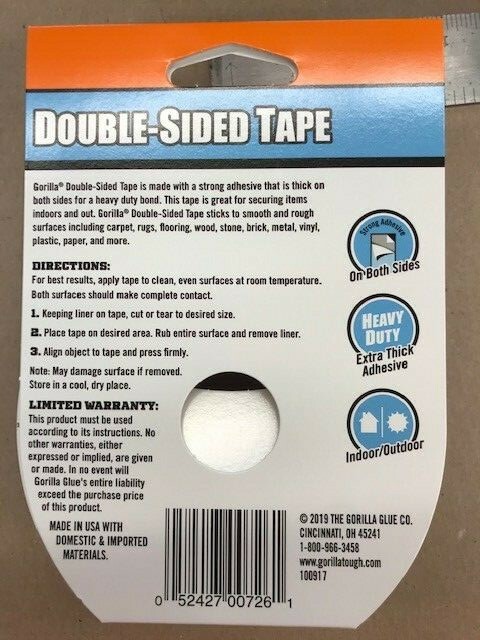 DOUBLE-SIDED TAPE
Gorilla® Double-Sided Tape is made with a strong adhesive that is thick on
both sides for a heavy duty bond. This tape is great for securing items
indoors and out. Gorilla® Double-Sided Tape sticks to smooth and rough
surfaces including carpet, rugs, flooring, wood, stone, brick, metal, vinyl,
plastic, paper, and more.
DIRECTIONS:
For best results, apply tape to clean, even surfaces at room temperature.
Both surfaces should make complete contact.
1. Keeping liner on tape, cut or tear to desired size.
2. Place tape on desired area. Rub entire surface and remove liner.
3. Align object to tape and press firmly.
Note: May damage surface if removed.
Store in a cool, dry place.
LIMITED WARRANTY:
This product must be used
according to its instructions. No
other warranties, either
expressed or implied, are given
or made. In no event will
Gorilla Glue's entire liability
exceed the purchase price
of this product.
MADE IN USA WITH
DOMESTIC & IMPORTED
MATERIALS.
Strong Adhesive
On Both Sides
HEAVY
DUTY
Extra Thick
Adhesive
Indoor/Outdoor
0 52427 00726 1
© 2019 THE GORILLA GLUE CO.
CINCINNATI, OH 45241
1-800-966-3458
www.gorillatough.com
100917